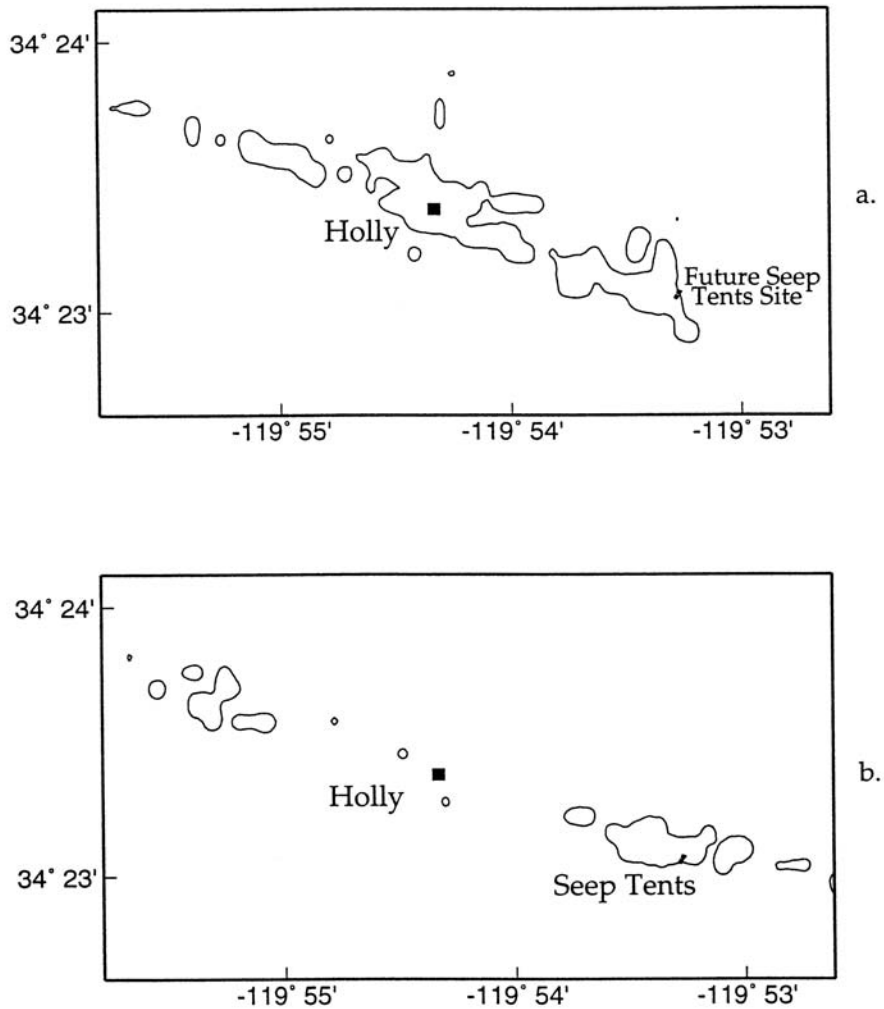 34° 24'
a.
Holly
Future Seep
Tents Site
34° 23'
-119° 55'
-119° 54'
-119° 53'
34° 24'
b.
Holly
34° 23'
Seep Tents
-119° 55'
-119° 54'
-119° 53'